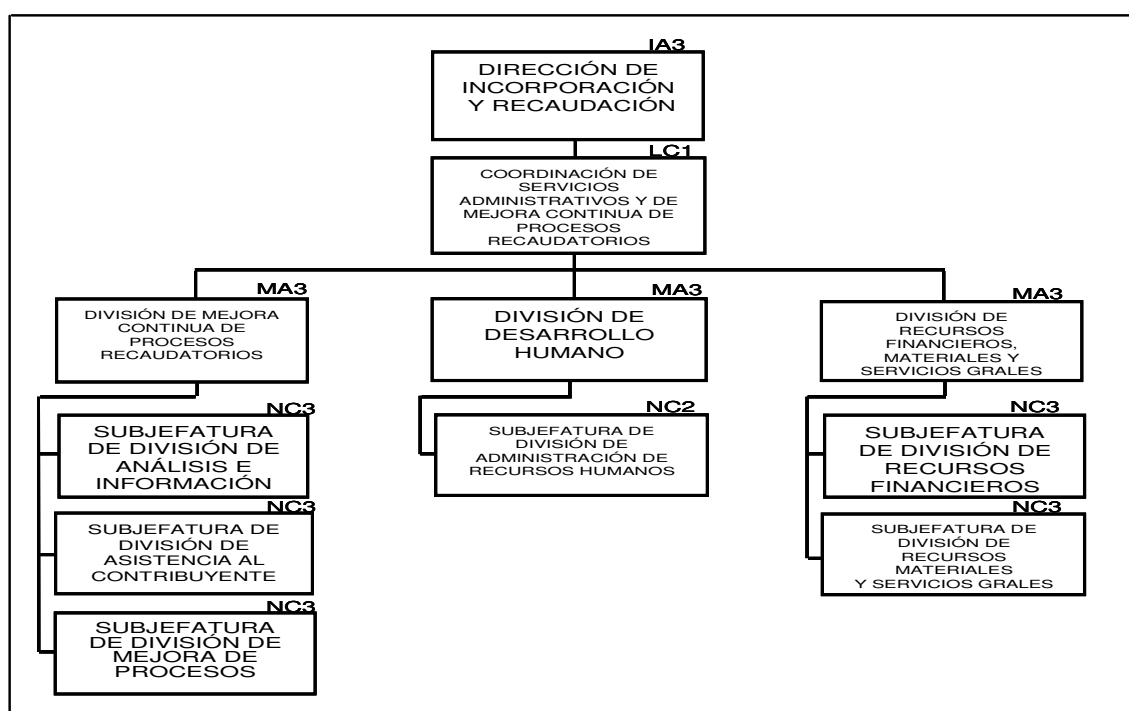 IA3
DIRECCIÓN DE
INCORPORACIÓN
Y RECAUDACIÓN
LC1
COORDINACIÓN DE
SERVICIOS
ADMINISTRATIVOS Y DE
MEJORA CONTINUA DE
PROCESOS
RECAUDATORIOS
MA3
DIVISIÓN DE MEJORA
CONTINUA DE
PROCESOS
RECAUDATORIOS
NC3
SUBJEFATURA
DE DIVISIÓN DE
ANÁLISIS E
INFORMACIÓN
NC3
SUBJEFATURA DE
DIVISIÓN DE
ASISTENCIA AL
CONTRIBUYENTE
NC3
SUBJEFATURA
DE DIVISIÓN DE
MEJORA DE
PROCESOS
MA3
DIVISIÓN DE
DESARROLLO
HUMANO
NC2
SUBJEFATURA DE
DIVISIÓN DE
ADMINISTRACIÓN DE
RECURSOS HUMANOS
MA3
DIVISIÓN DE
RECURSOS
FINANCIEROS,
MATERIALES Y
SERVICIOS GRALES
NC3
SUBJEFATURA
DE DIVISIÓN DE
RECURSOS
FINANCIEROS
NC3
SUBJEFATURA DE
DIVISIÓN DE
RECURSOS
MATERIALES
Y SERVICIOS GRALES